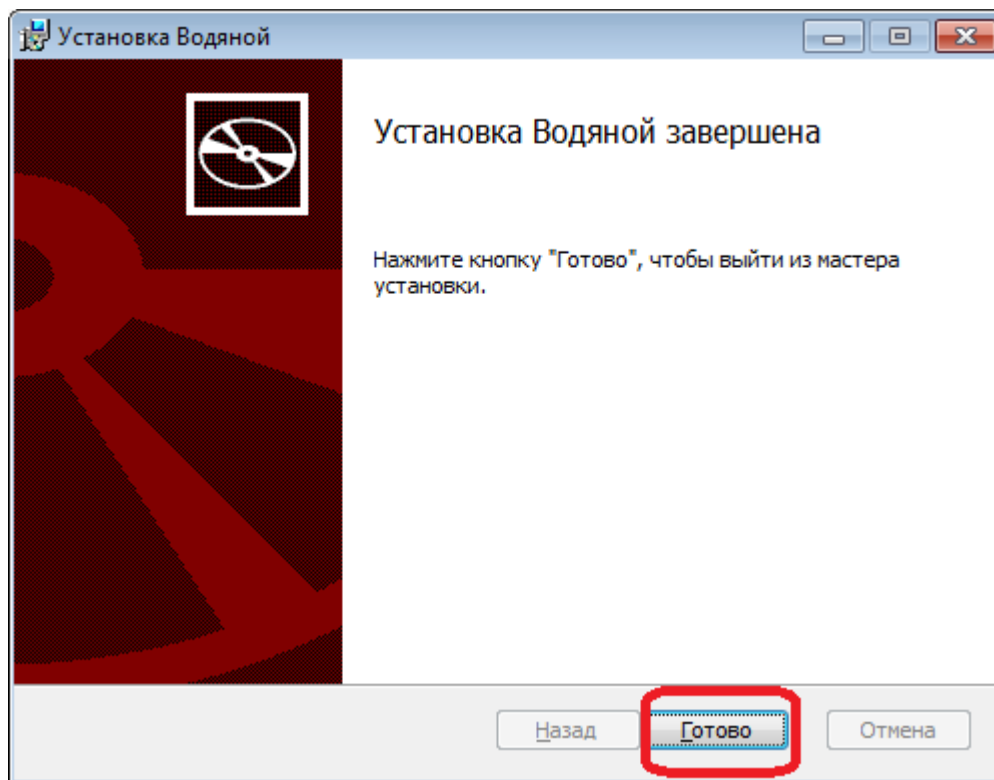 Установка Водяной
Установка Водяной завершена
Нажмите кнопку "Готово", чтобы выйти из мастера
установки.
Назад Готово Отмена